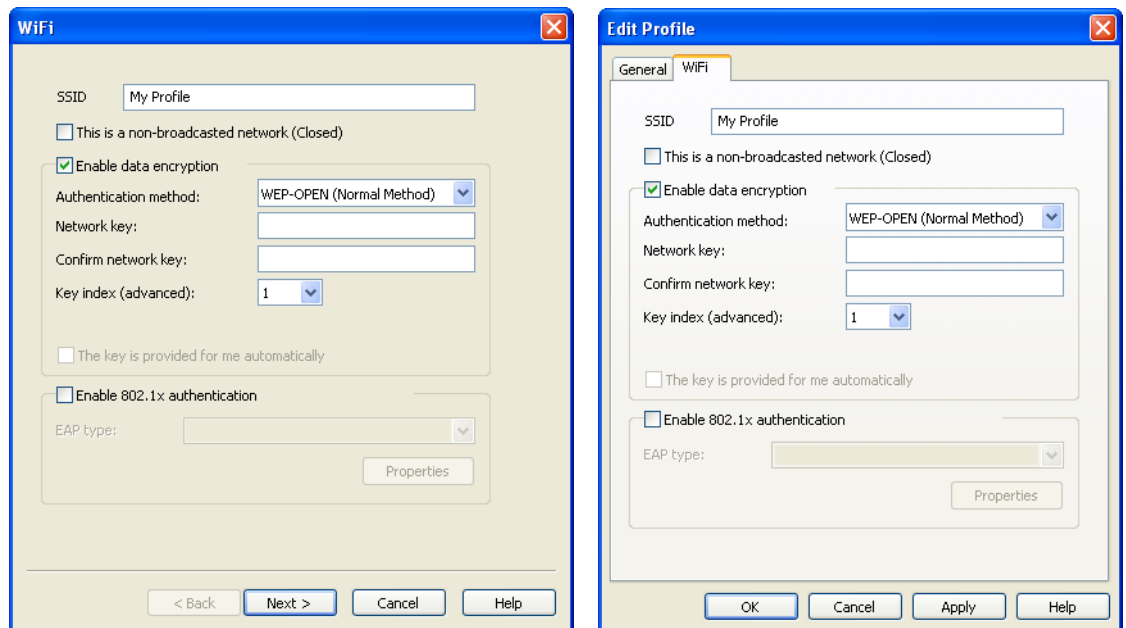 WiFi
SSID My Profile
This is a non-broadcasted network (Closed)
Enable data encryption
Authentication method: WEP-OPEN (Normal Method)
Network key:
Confirm network key:
Key index (advanced): 1
The key is provided for me automatically
Enable 802.1x authentication
EAP type:
Properties
< Back Next > Cancel Help
Edit Profile
General WiFi
SSID My Profile
This is a non-broadcasted network (Closed)
Enable data encryption
Authentication method: WEP-OPEN (Normal Method)
Network key:
Confirm network key:
Key index (advanced): 1
The key is provided for me automatically
Enable 802.1x authentication
EAP type:
Properties
OK Cancel Apply Help